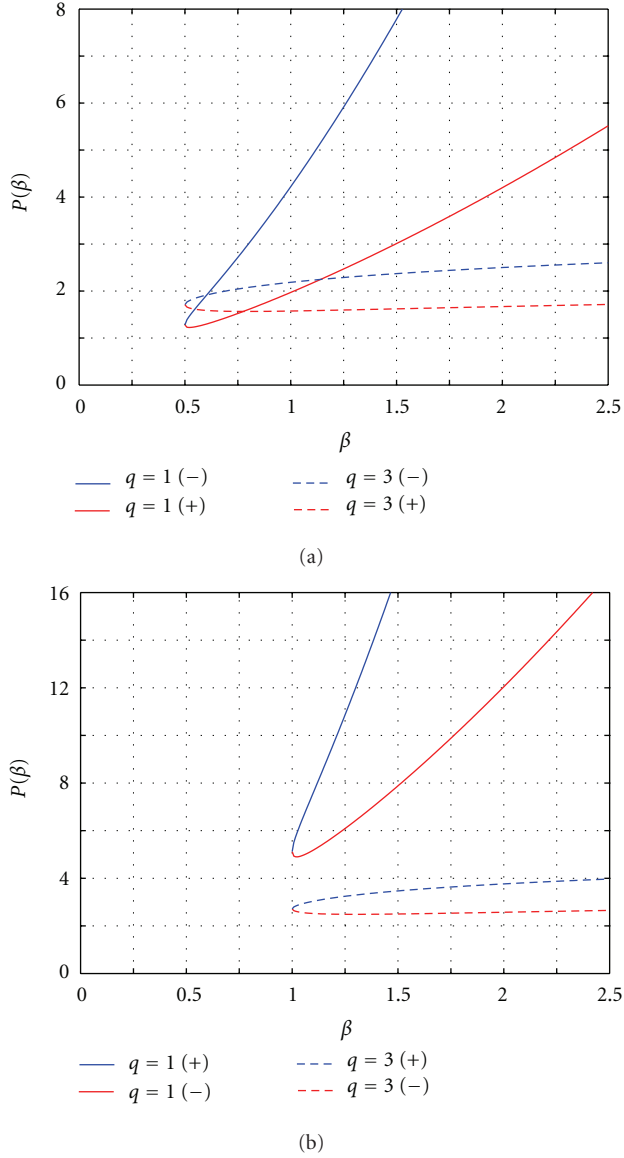 8
6
4
2
0
P(β)
0 0.5 1 1.5 2 2.5
β
q = 1 (−) q = 3 (−)
q = 1 (+) q = 3 (+)
(a)
16
12
8
4
0
P(β)
0 0.5 1 1.5 2 2.5
β
q = 1 (+) q = 3 (+)
q = 1 (−) q = 3 (−)
(b)